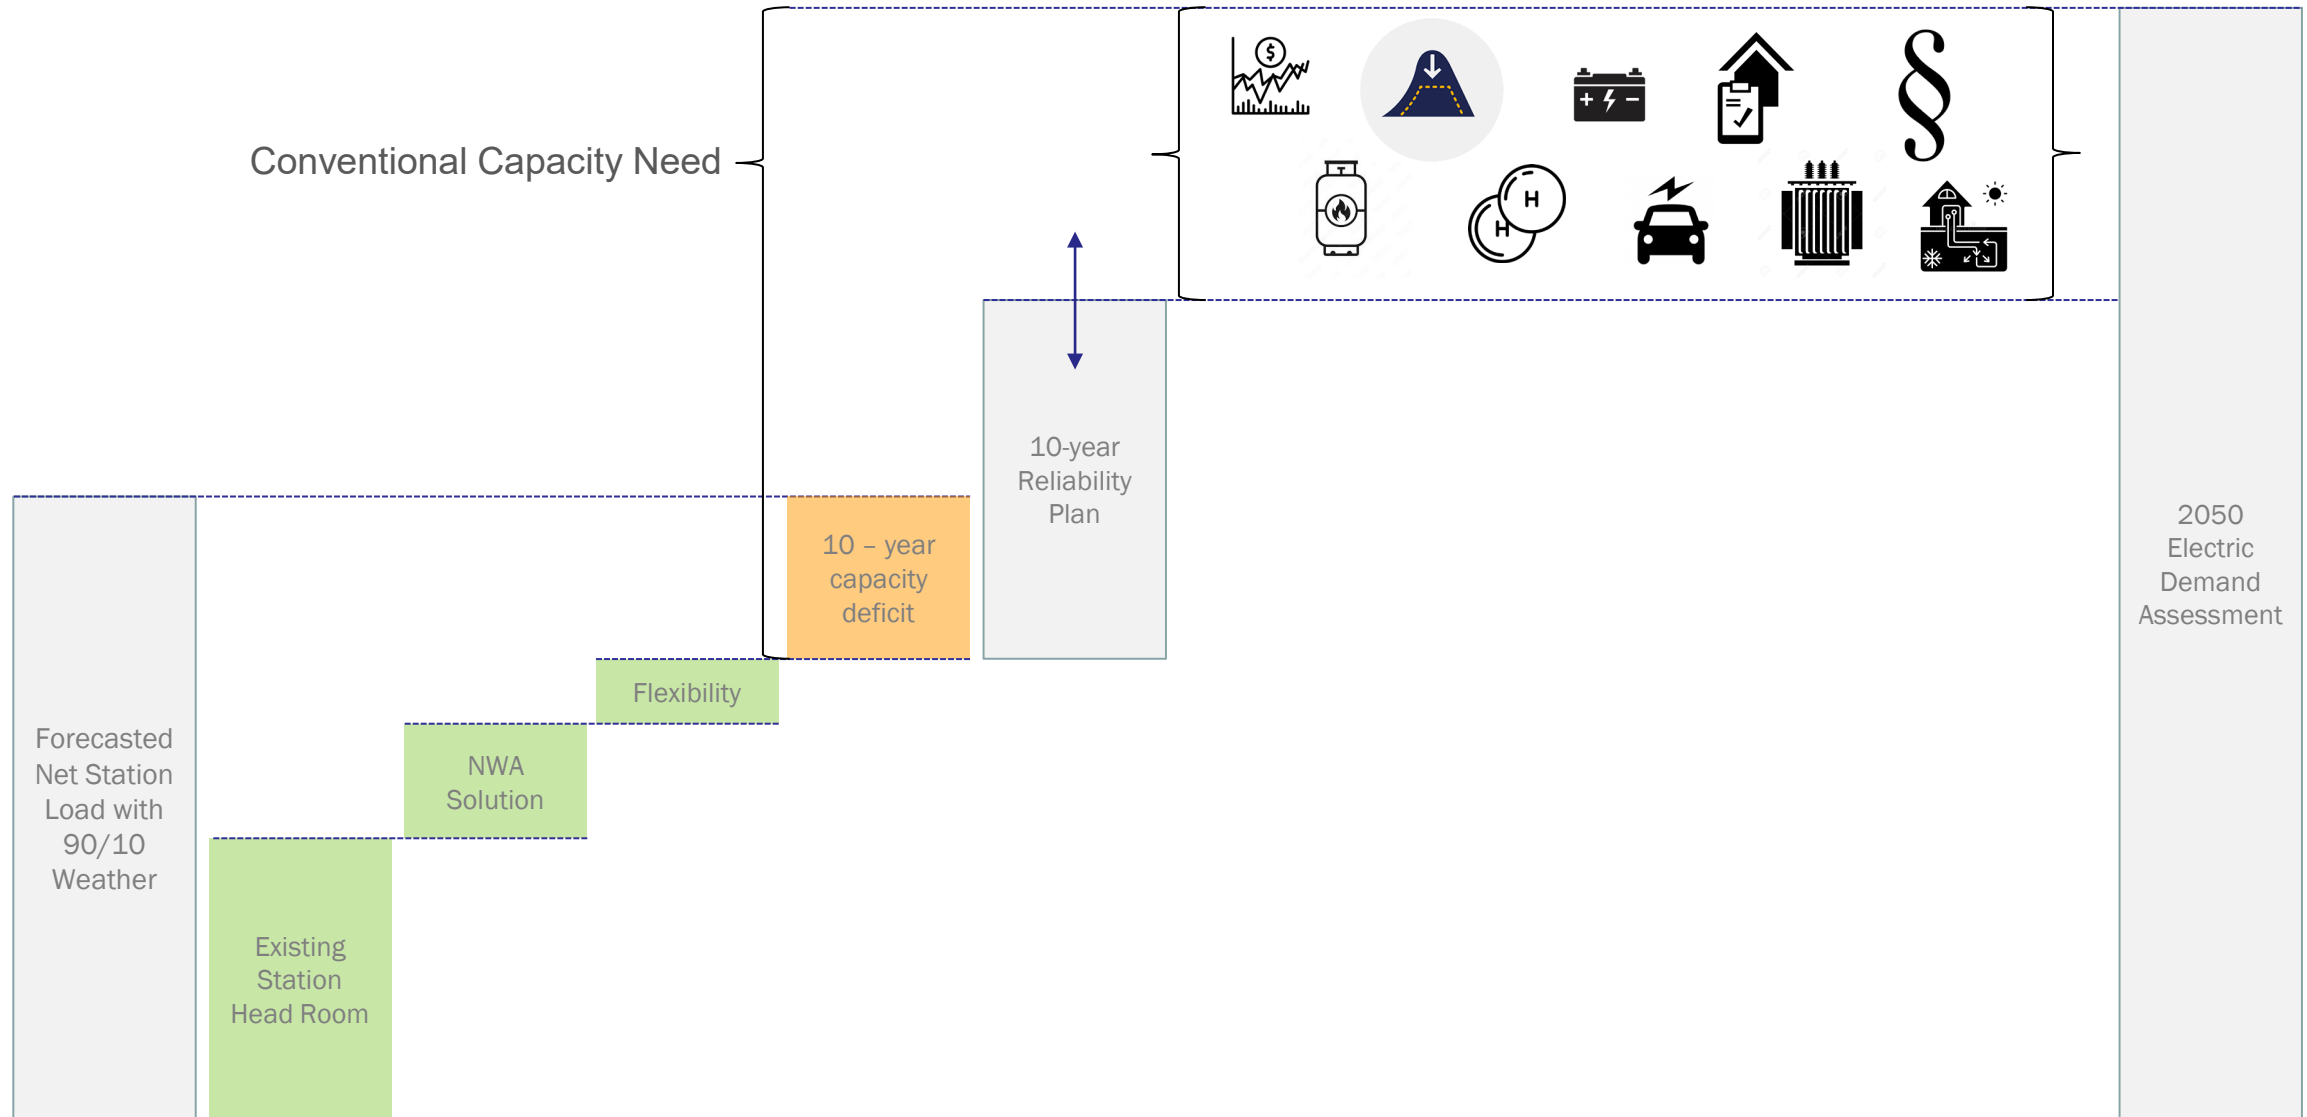 Conventional Capacity Need
$
+ −
§
H
H
10-year
Reliability
Plan
2050
Electric
Demand
Assessment
10 – year
capacity
deficit
Flexibility
NWA
Solution
Forecasted
Net Station
Load with
90/10
Weather
Existing
Station
Head Room